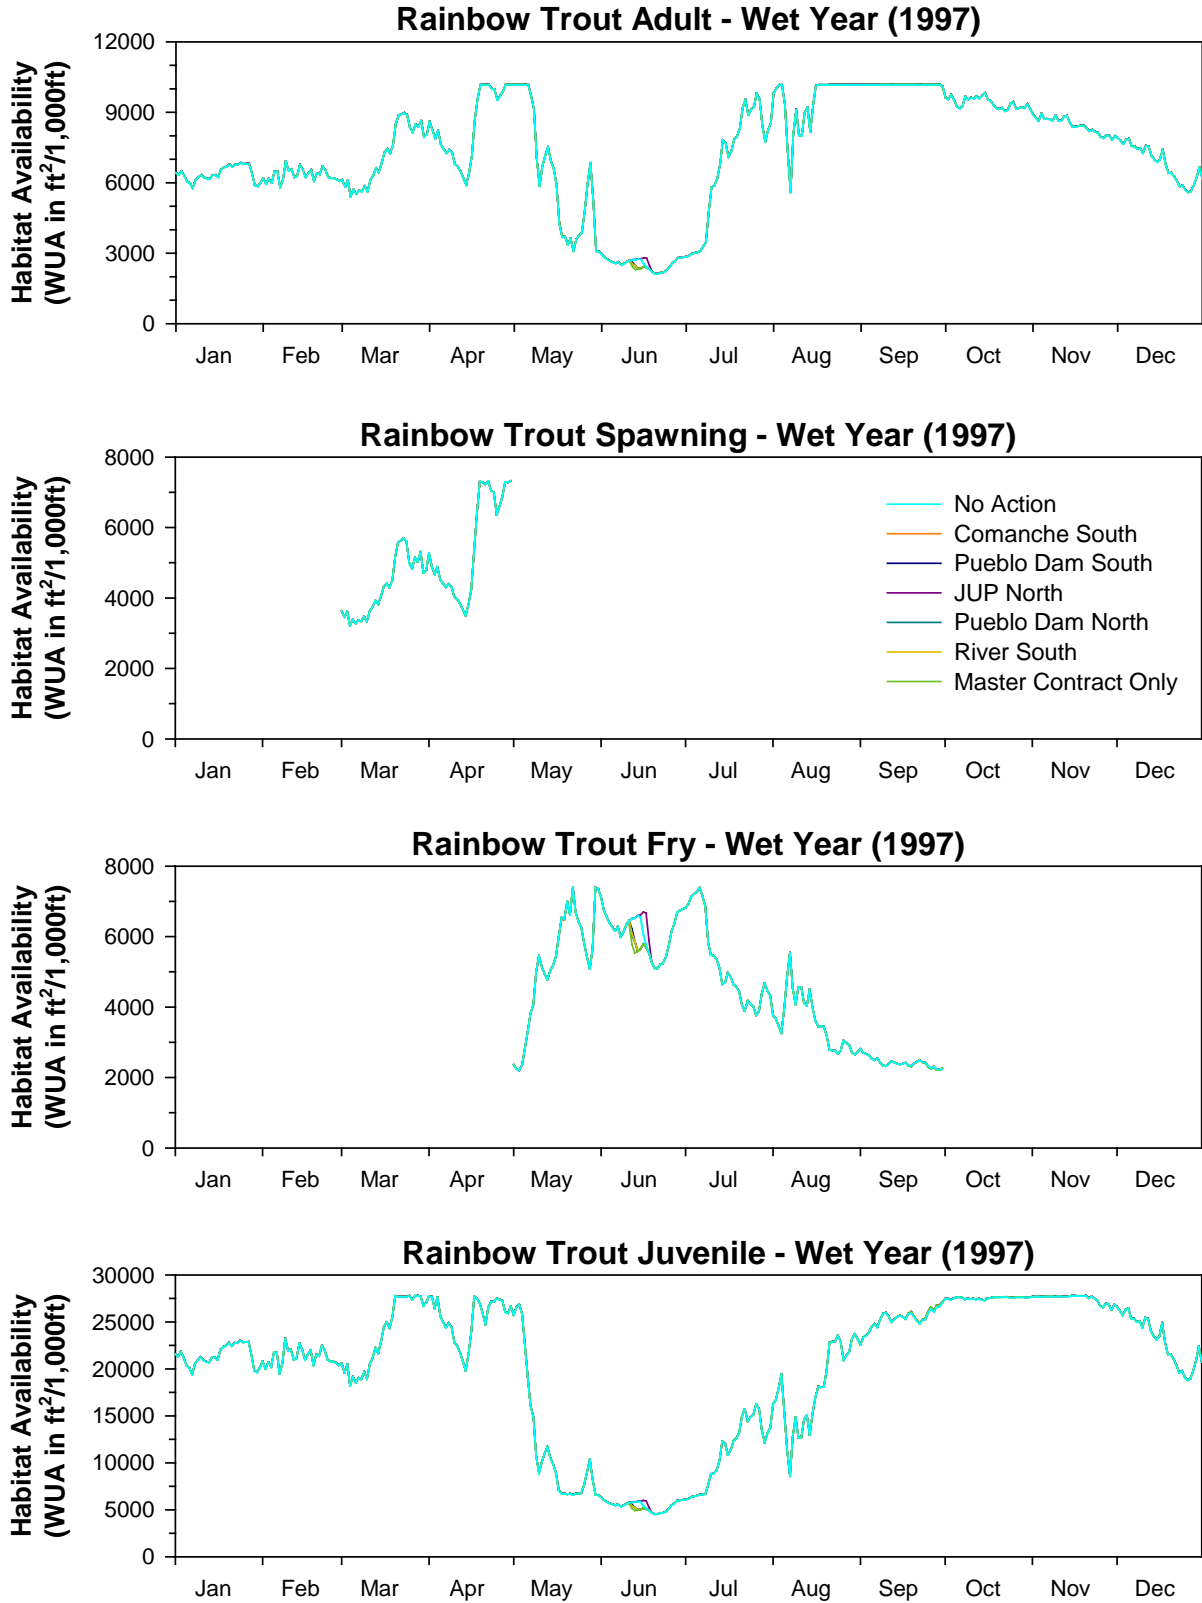 Rainbow Trout Adult - Wet Year (1997)
Habitat Availability
(WUA in ft²/1,000ft)
12000
9000
6000
3000
0
Jan Feb Mar Apr May Jun Jul Aug Sep Oct Nov Dec
Rainbow Trout Spawning - Wet Year (1997)
Habitat Availability
(WUA in ft²/1,000ft)
8000
6000
4000
2000
0
No Action
Comanche South
Pueblo Dam South
JUP North
Pueblo Dam North
River South
Master Contract Only
Jan Feb Mar Apr May Jun Jul Aug Sep Oct Nov Dec
Rainbow Trout Fry - Wet Year (1997)
Habitat Availability
(WUA in ft²/1,000ft)
8000
6000
4000
2000
0
Jan Feb Mar Apr May Jun Jul Aug Sep Oct Nov Dec
Rainbow Trout Juvenile - Wet Year (1997)
Habitat Availability
(WUA in ft²/1,000ft)
30000
25000
20000
15000
10000
5000
0
Jan Feb Mar Apr May Jun Jul Aug Sep Oct Nov Dec